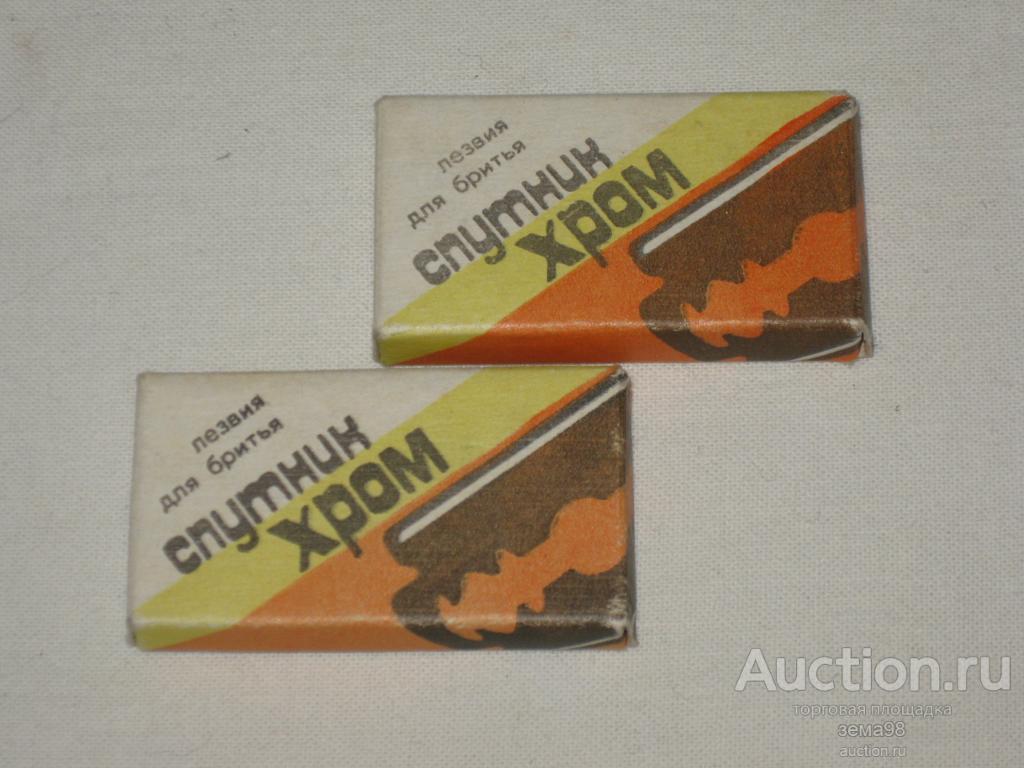 лезвия
для бритья
спутник
хром
лезвия
для бритья
спутник
хром
Auction.ru
торговая площадка
зема98
auction.ru